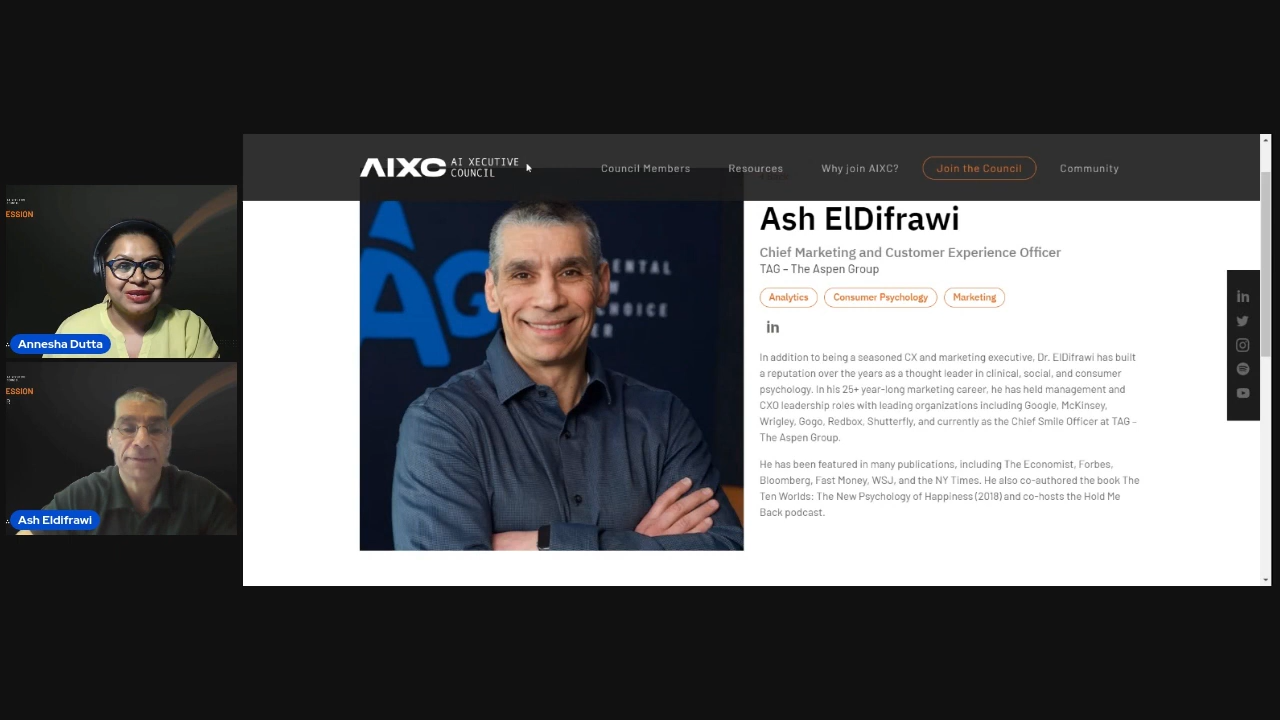 AIXC AI XECUTIVE
COUNCIL
Council Members
Resources
Why join AIXC?
Join the Council
Community
ESSION
Annesha Dutta
ESSION
Ash Eldifrawi
AG
ENTAL
W
HOICE
ER
Ash ElDifrawi
Chief Marketing and Customer Experience Officer
TAG – The Aspen Group
Analytics
Consumer Psychology
Marketing
in
In addition to being a seasoned CX and marketing executive, Dr. ElDifrawi has built
a reputation over the years as a thought leader in clinical, social, and consumer
psychology. In his 25+ year-long marketing career, he has held management and
CXO leadership roles with leading organizations including Google, McKinsey,
Wrigley, Gogo, Redbox, Shutterfly, and currently as the Chief Smile Officer at TAG –
The Aspen Group.
He has been featured in many publications, including The Economist, Forbes,
Bloomberg, Fast Money, WSJ, and the NY Times. He also co-authored the book The
Ten Worlds: The New Psychology of Happiness (2018) and co-hosts the Hold Me
Back podcast.
in